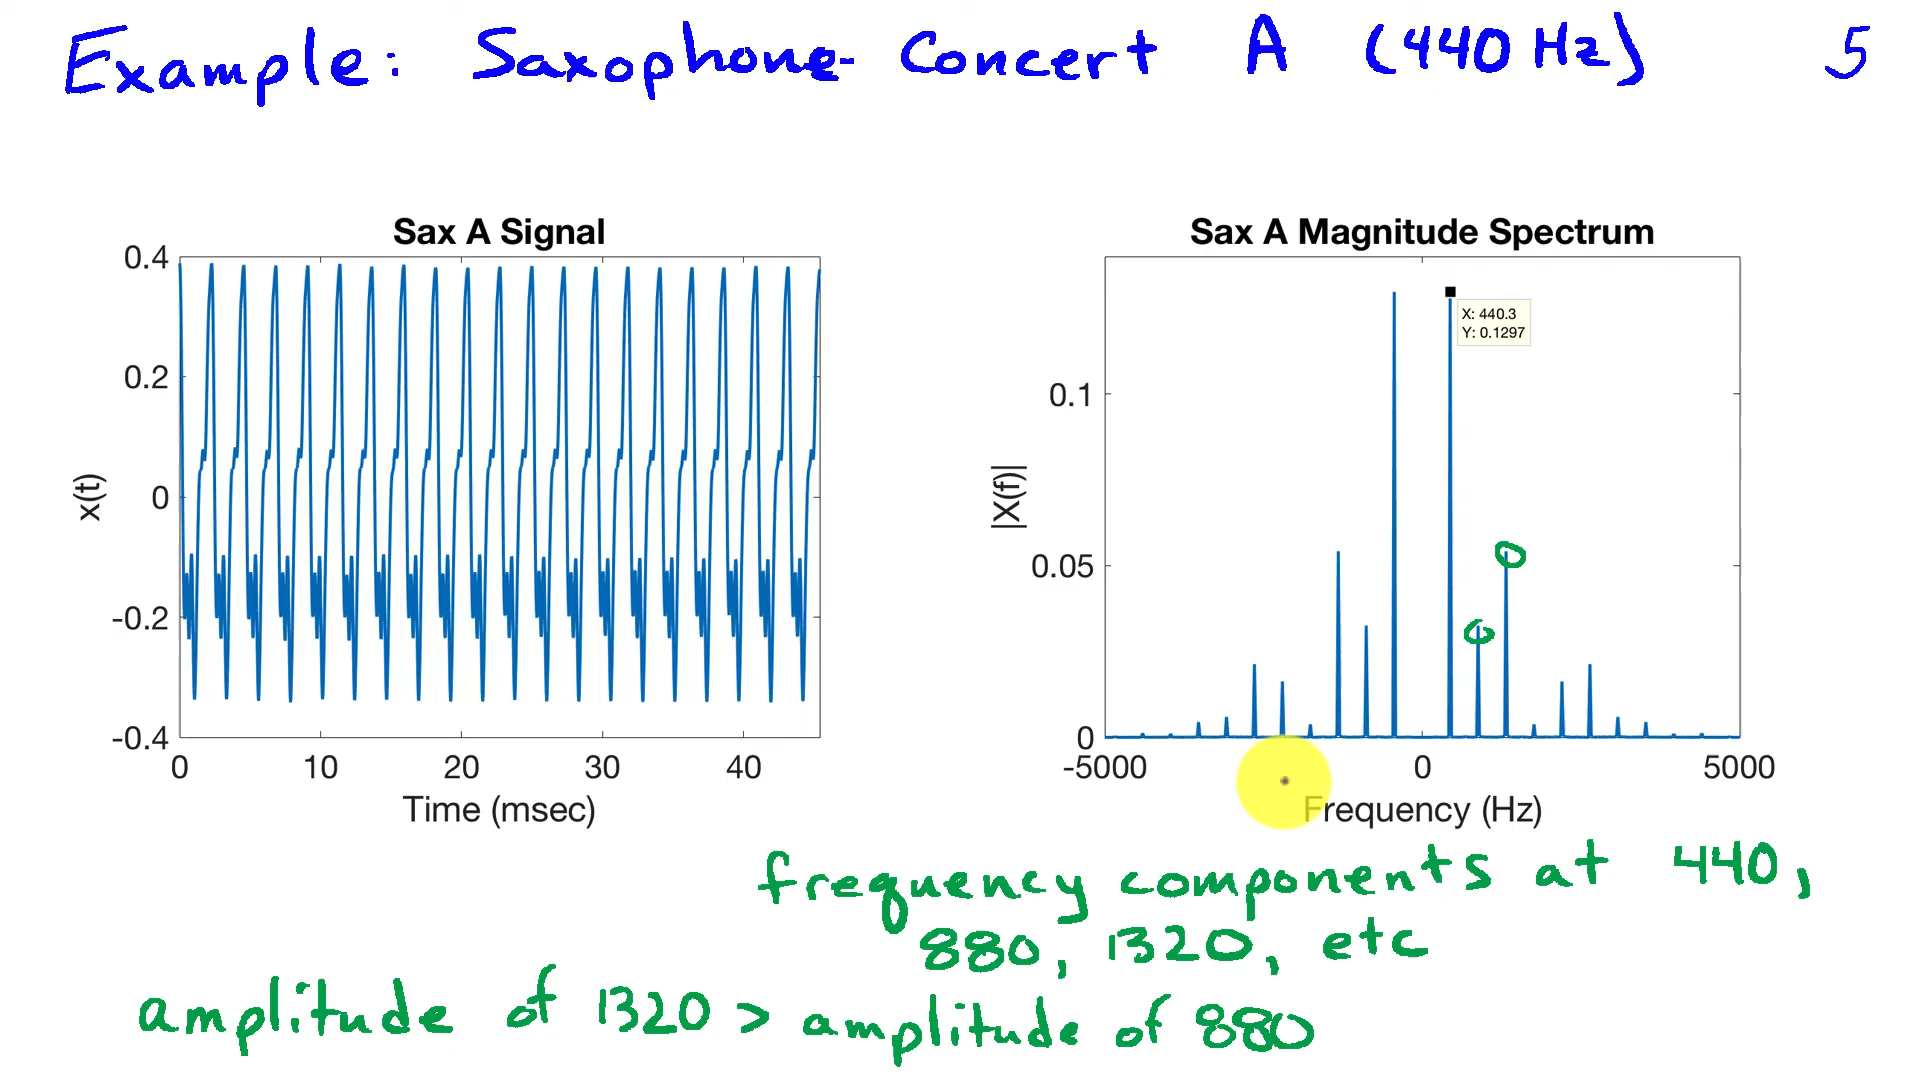 Example: Saxophone- Concert A (440 Hz) 5
Sax A Signal
0.4
0.2
0
-0.2
-0.4
x(t)
0 10 20 30 40
Time (msec)
Sax A Magnitude Spectrum
X: 440.3
Y: 0.1297
0.1
0.05
0
|X(f)|
-5000 0 5000
Frequency (Hz)
frequency components at 440,
880, 1320, etc
amplitude of 1320 > amplitude of 880